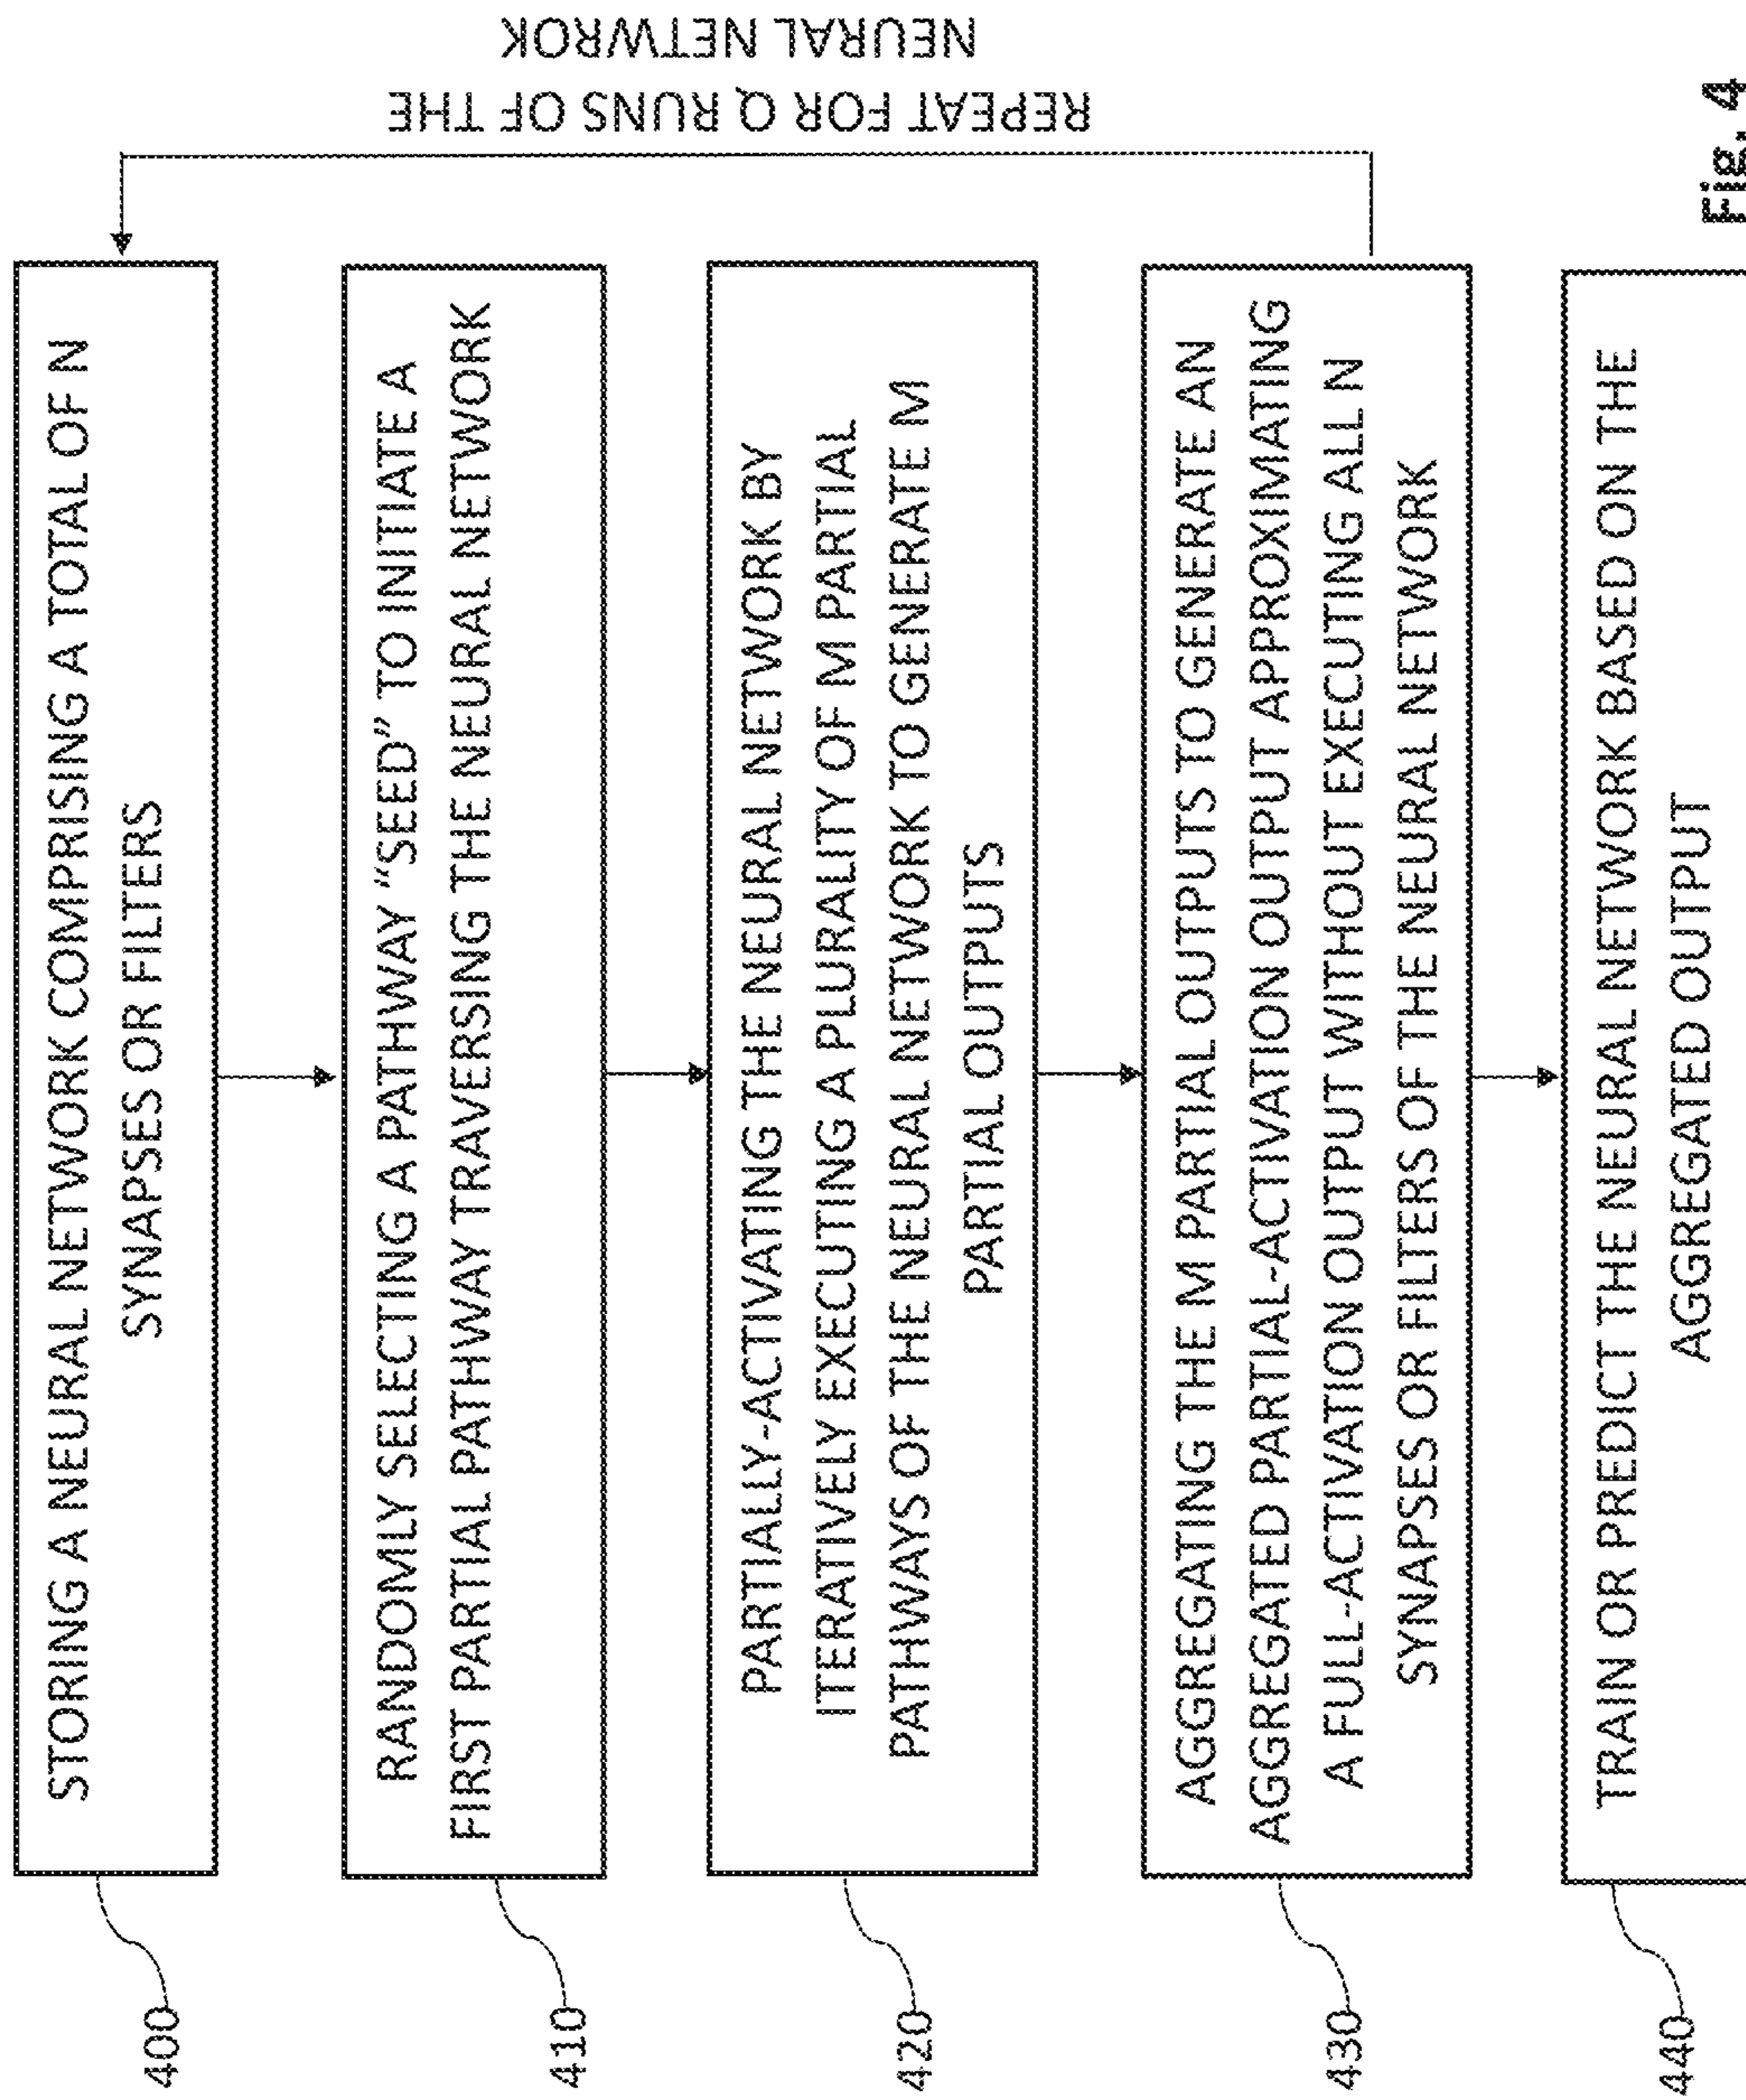 400
STORING A NEURAL NETWORK COMPRISING A TOTAL OF N
SYNAPSES OR FILTERS
410
RANDOMLY SELECTING A PATHWAY “SEED” TO INITIATE A
FIRST PARTIAL PATHWAY TRAVERSING THE NEURAL NETWORK
420
PARTIALLY-ACTIVATING THE NEURAL NETWORK BY
ITERATIVELY EXECUTING A PLURALITY OF M PARTIAL
PATHWAYS OF THE NEURAL NETWORK TO GENERATE M
PARTIAL OUTPUTS
430
AGGREGATING THE M PARTIAL OUTPUTS TO GENERATE AN
AGGREGATED PARTIAL-ACTIVATION OUTPUT APPROXIMATING
A FULL-ACTIVATION OUTPUT WITHOUT EXECUTING ALL N
SYNAPSES OR FILTERS OF THE NEURAL NETWORK
440
TRAIN OR PREDICT THE NEURAL NETWORK BASED ON THE
AGGREGATED OUTPUT
REPEAT FOR Q RUNS OF THE
NEURAL NETWROK
Fig. 4